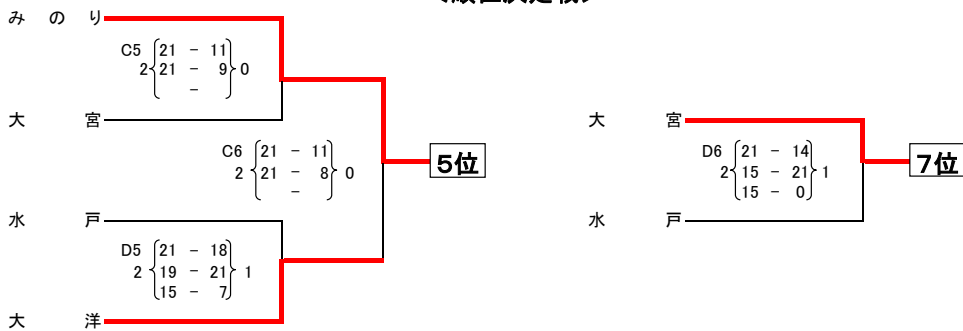 み の り
C5 21 - 11
2 21 - 9 0
-
大 宮
C6 21 - 11
2 21 - 8 0
-
5位
水 戸
D5 21 - 18
2 19 - 21 1
15 - 7
大 洋
大 宮
D6 21 - 14
2 15 - 21 1
15 - 0
7位
水 戸